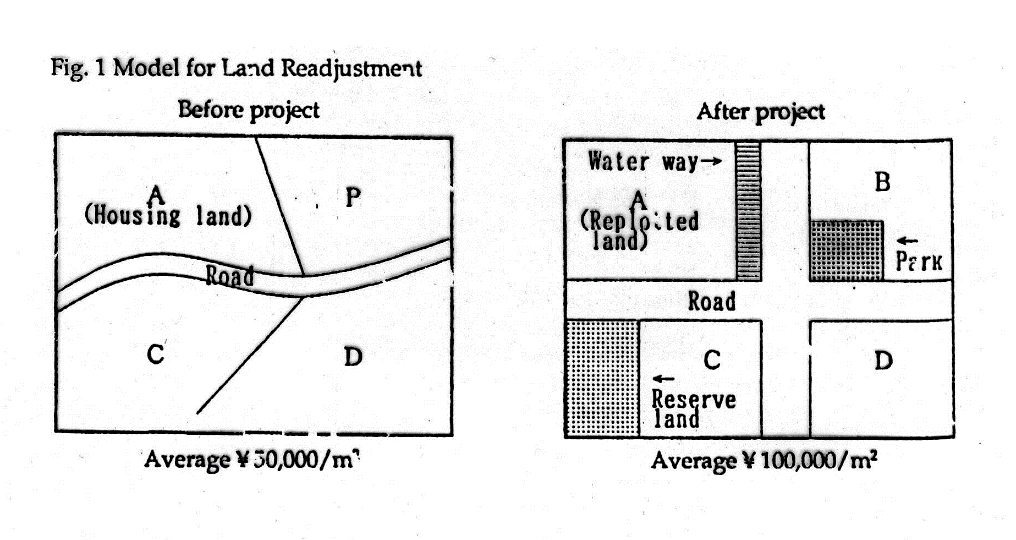 Fig. 1 Model for Land Readjustment
Before project
A
(Housing land)
P
Road
C
D
Average ¥
After project
Water way→
A
(Replotted
land)
B
←
Park
Road
C
←
Reserve
land
D
Average ¥ 100,000/m²